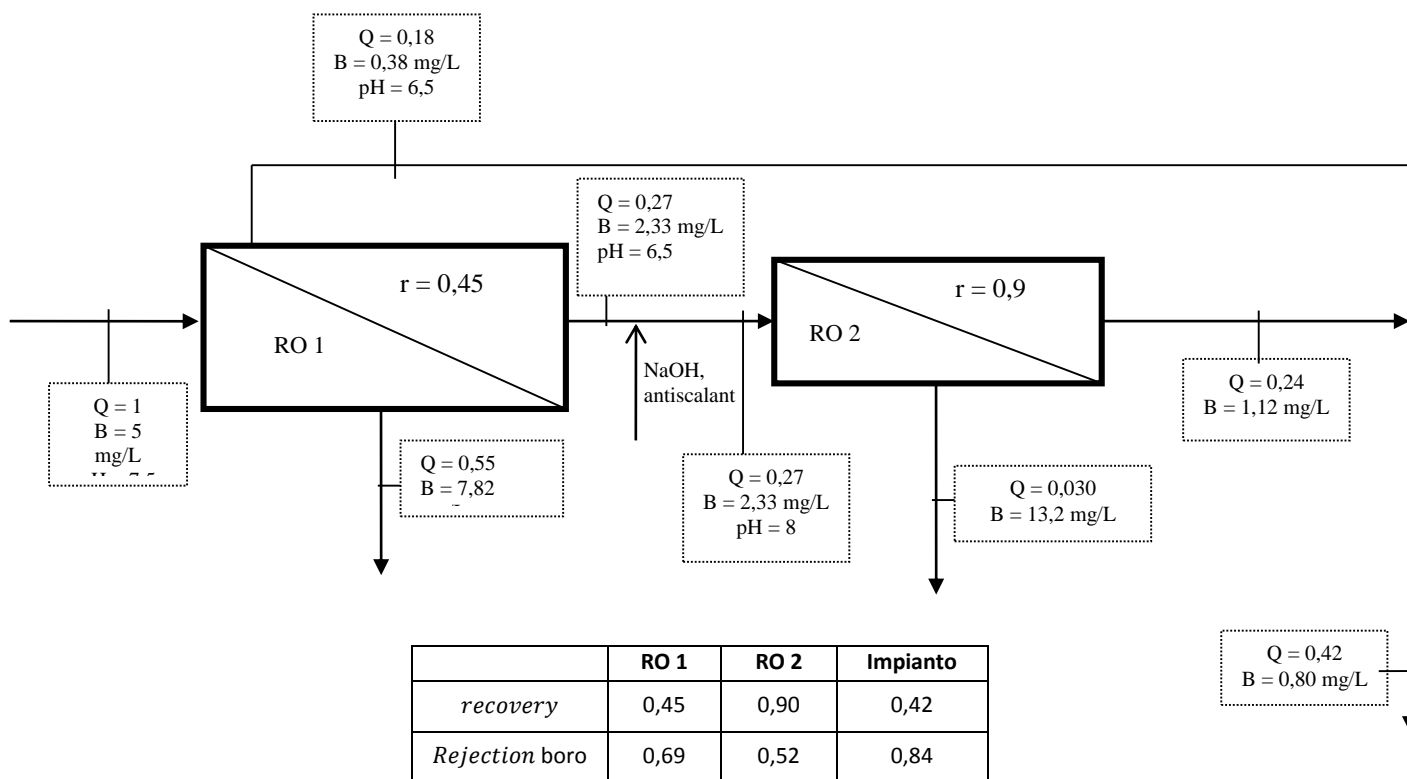 Q = 0,18
B = 0,38 mg/L
pH = 6,5
Q = 0,27
B = 2,33 mg/L
pH = 6,5
r = 0,45
RO 1
r = 0,9
RO 2
NaOH,
antiscalant
Q = 1
B = 5
mg/L
Q = 0,55
B = 7,82
Q = 0,27
B = 2,33 mg/L
pH = 8
Q = 0,24
B = 1,12 mg/L
Q = 0,030
B = 13,2 mg/L
Q = 0,42
B = 0,80 mg/L
RO 1 RO 2 Impianto
recovery 0,45 0,90 0,42
Rejection boro 0,69 0,52 0,84